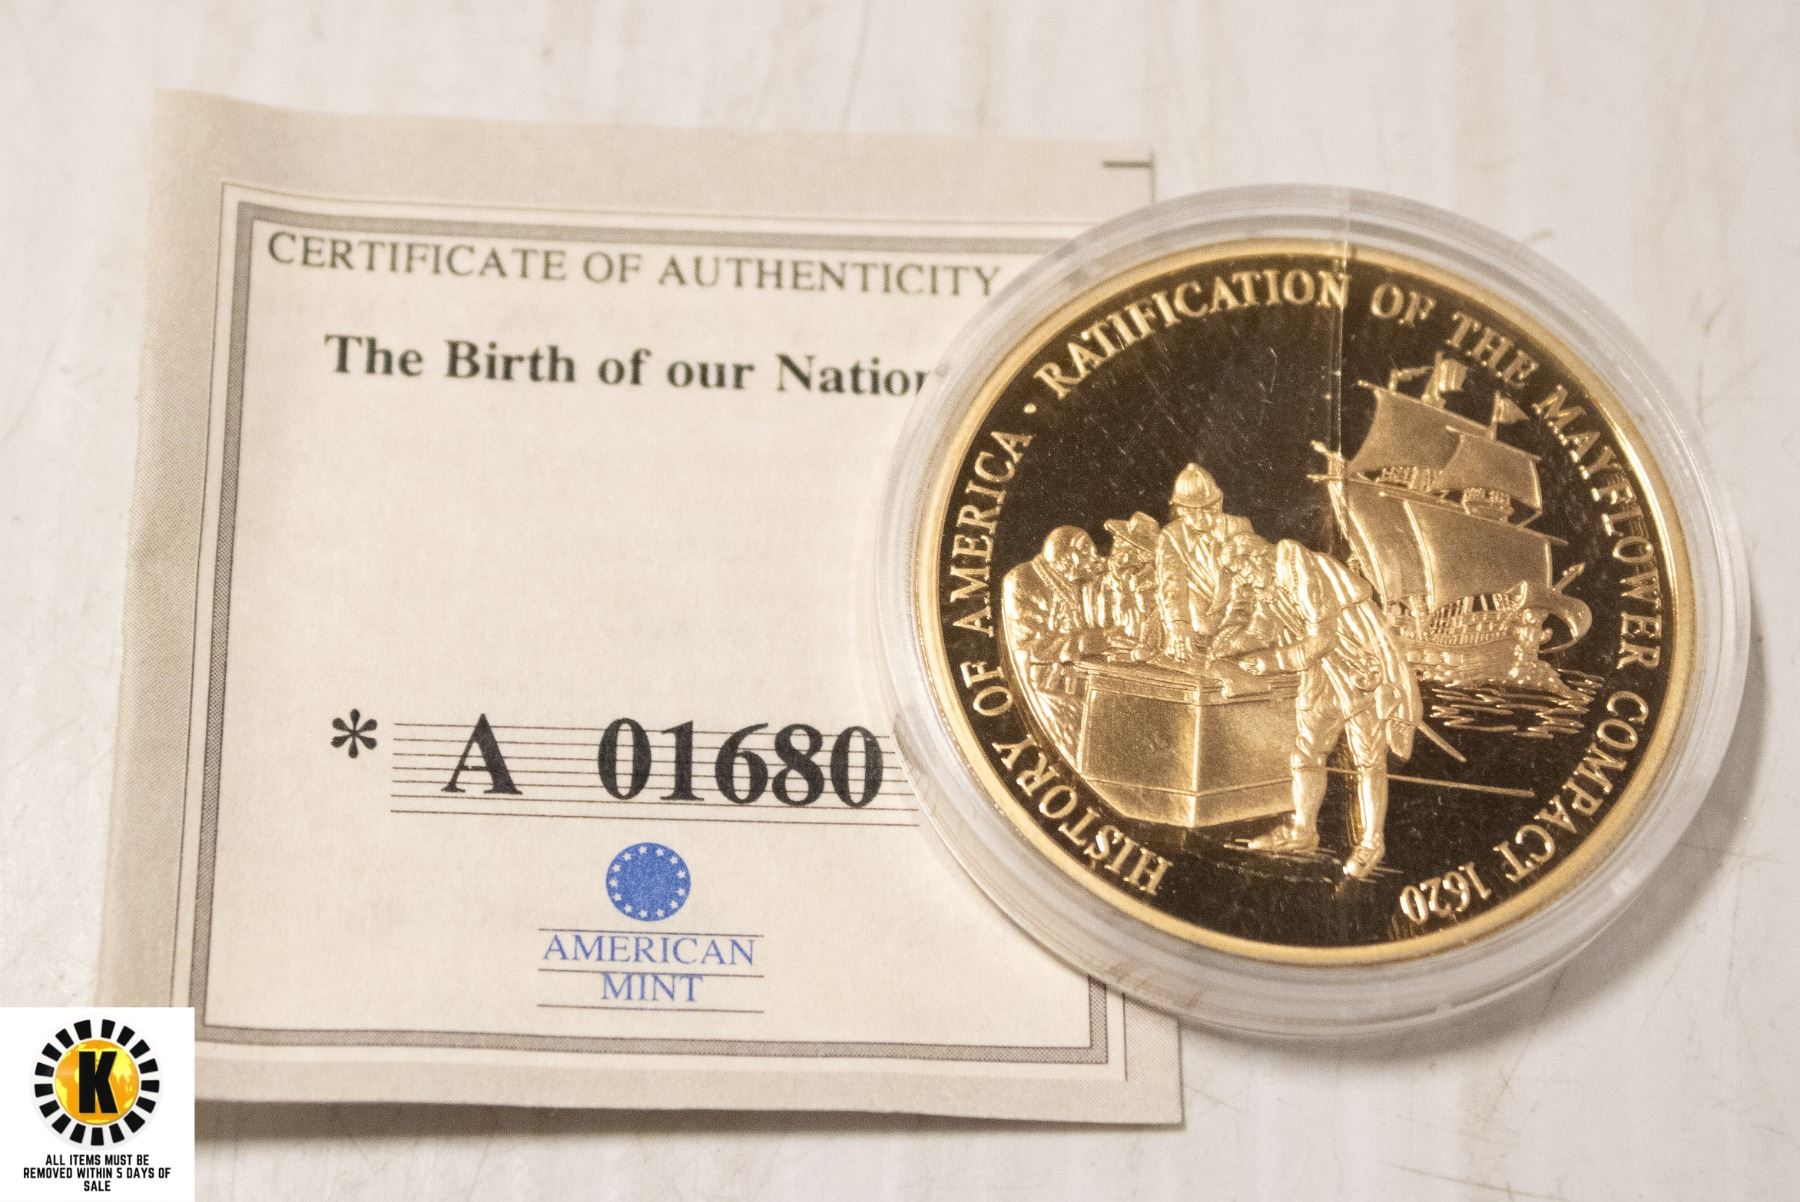 CERTIFICATE OF AUTHENTICITY
The Birth of our Nation
* A 01680
AMERICAN
MINT
HISTORY OF AMERICA · RATIFICATION OF THE MAYFLOWER COMPACT 1620
K
ALL ITEMS MUST BE
REMOVED WITHIN 5 DAYS OF
SALE